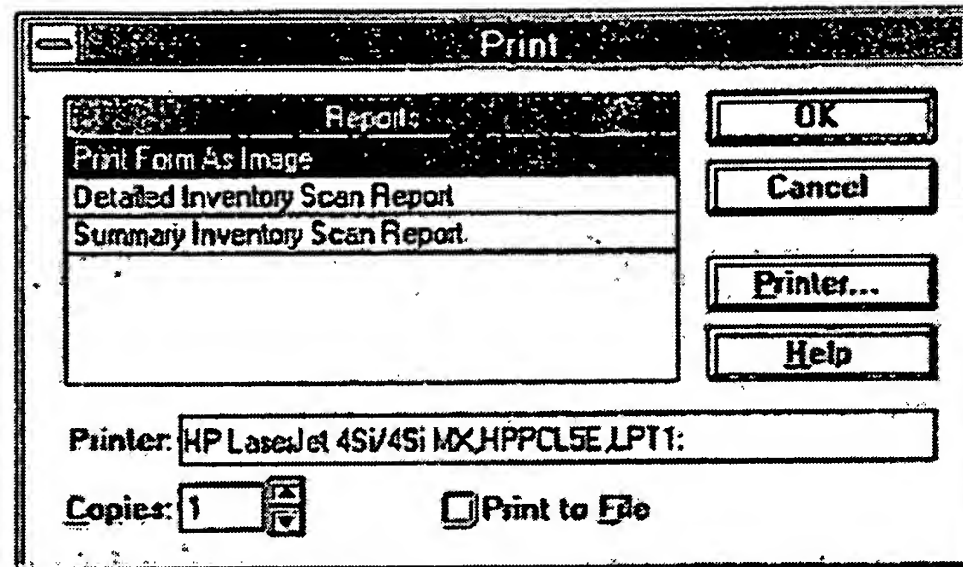 Print
Reports
Print Form As Image
Detailed Inventory Scan Report
Summary Inventory Scan Report
OK
Cancel
Printer...
Help
Printer: HP LaserJet 4Si/4Si MX,HPPCL5E,LPT1:
Copies: 1
Print to File